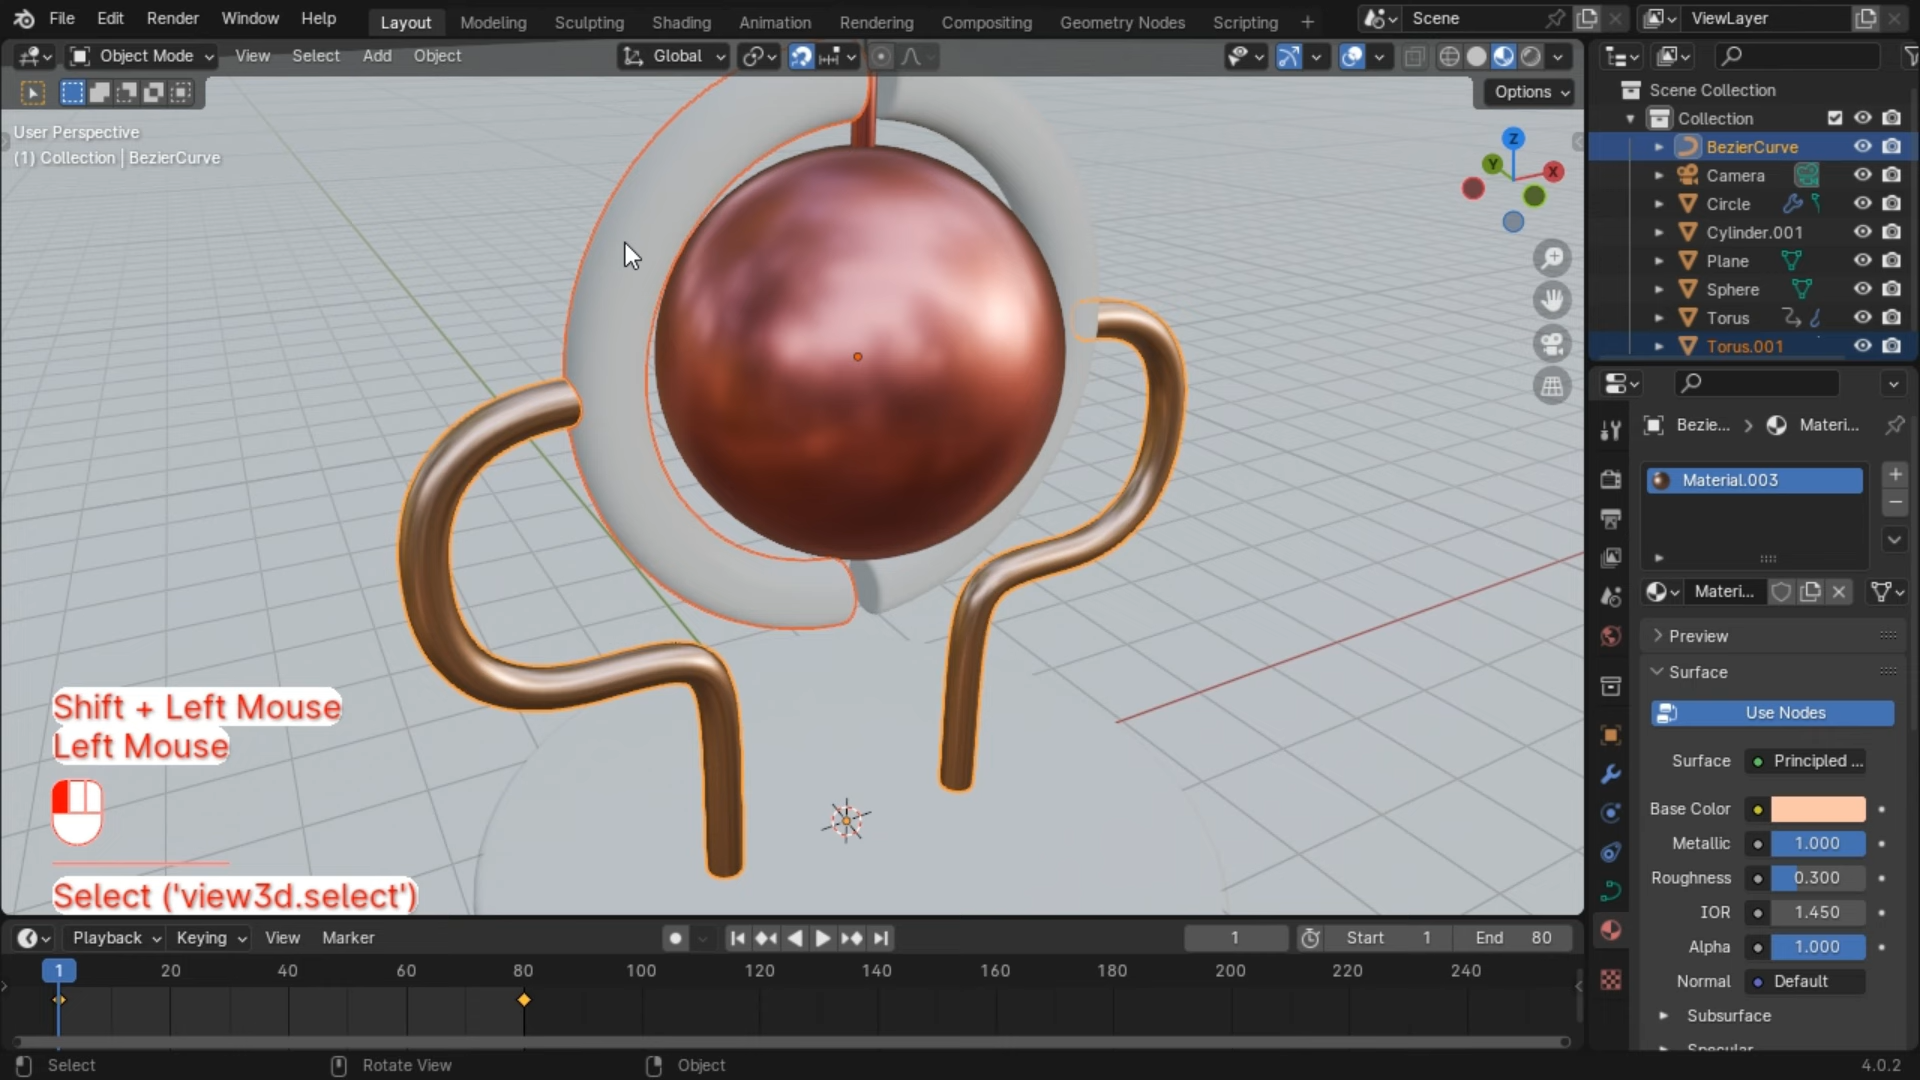 File Edit Render Window Help Layout Modeling Sculpting Shading Animation Rendering Compositing Geometry Nodes Scripting + Scene ViewLayer
Object Mode View Select Add Object Global
Options
User Perspective
(1) Collection | BezierCurve
Z
Y
X
Scene Collection
Collection
BezierCurve
Camera
Circle
Cylinder.001
Plane
Sphere
Torus
Torus.001
Bezie... > Materi...
Material.003
Materi...
Preview
Surface
Use Nodes
Surface Principled ...
Base Color
Metallic 1.000
Roughness 0.300
IOR 1.450
Alpha 1.000
Normal Default
Subsurface
Specular
Shift + Left Mouse
Left Mouse
Select ('view3d.select')
Playback Keying View Marker 1 Start 1 End 80
1 20 40 60 80 100 120 140 160 180 200 220 240
Select Rotate View Object 4.0.2